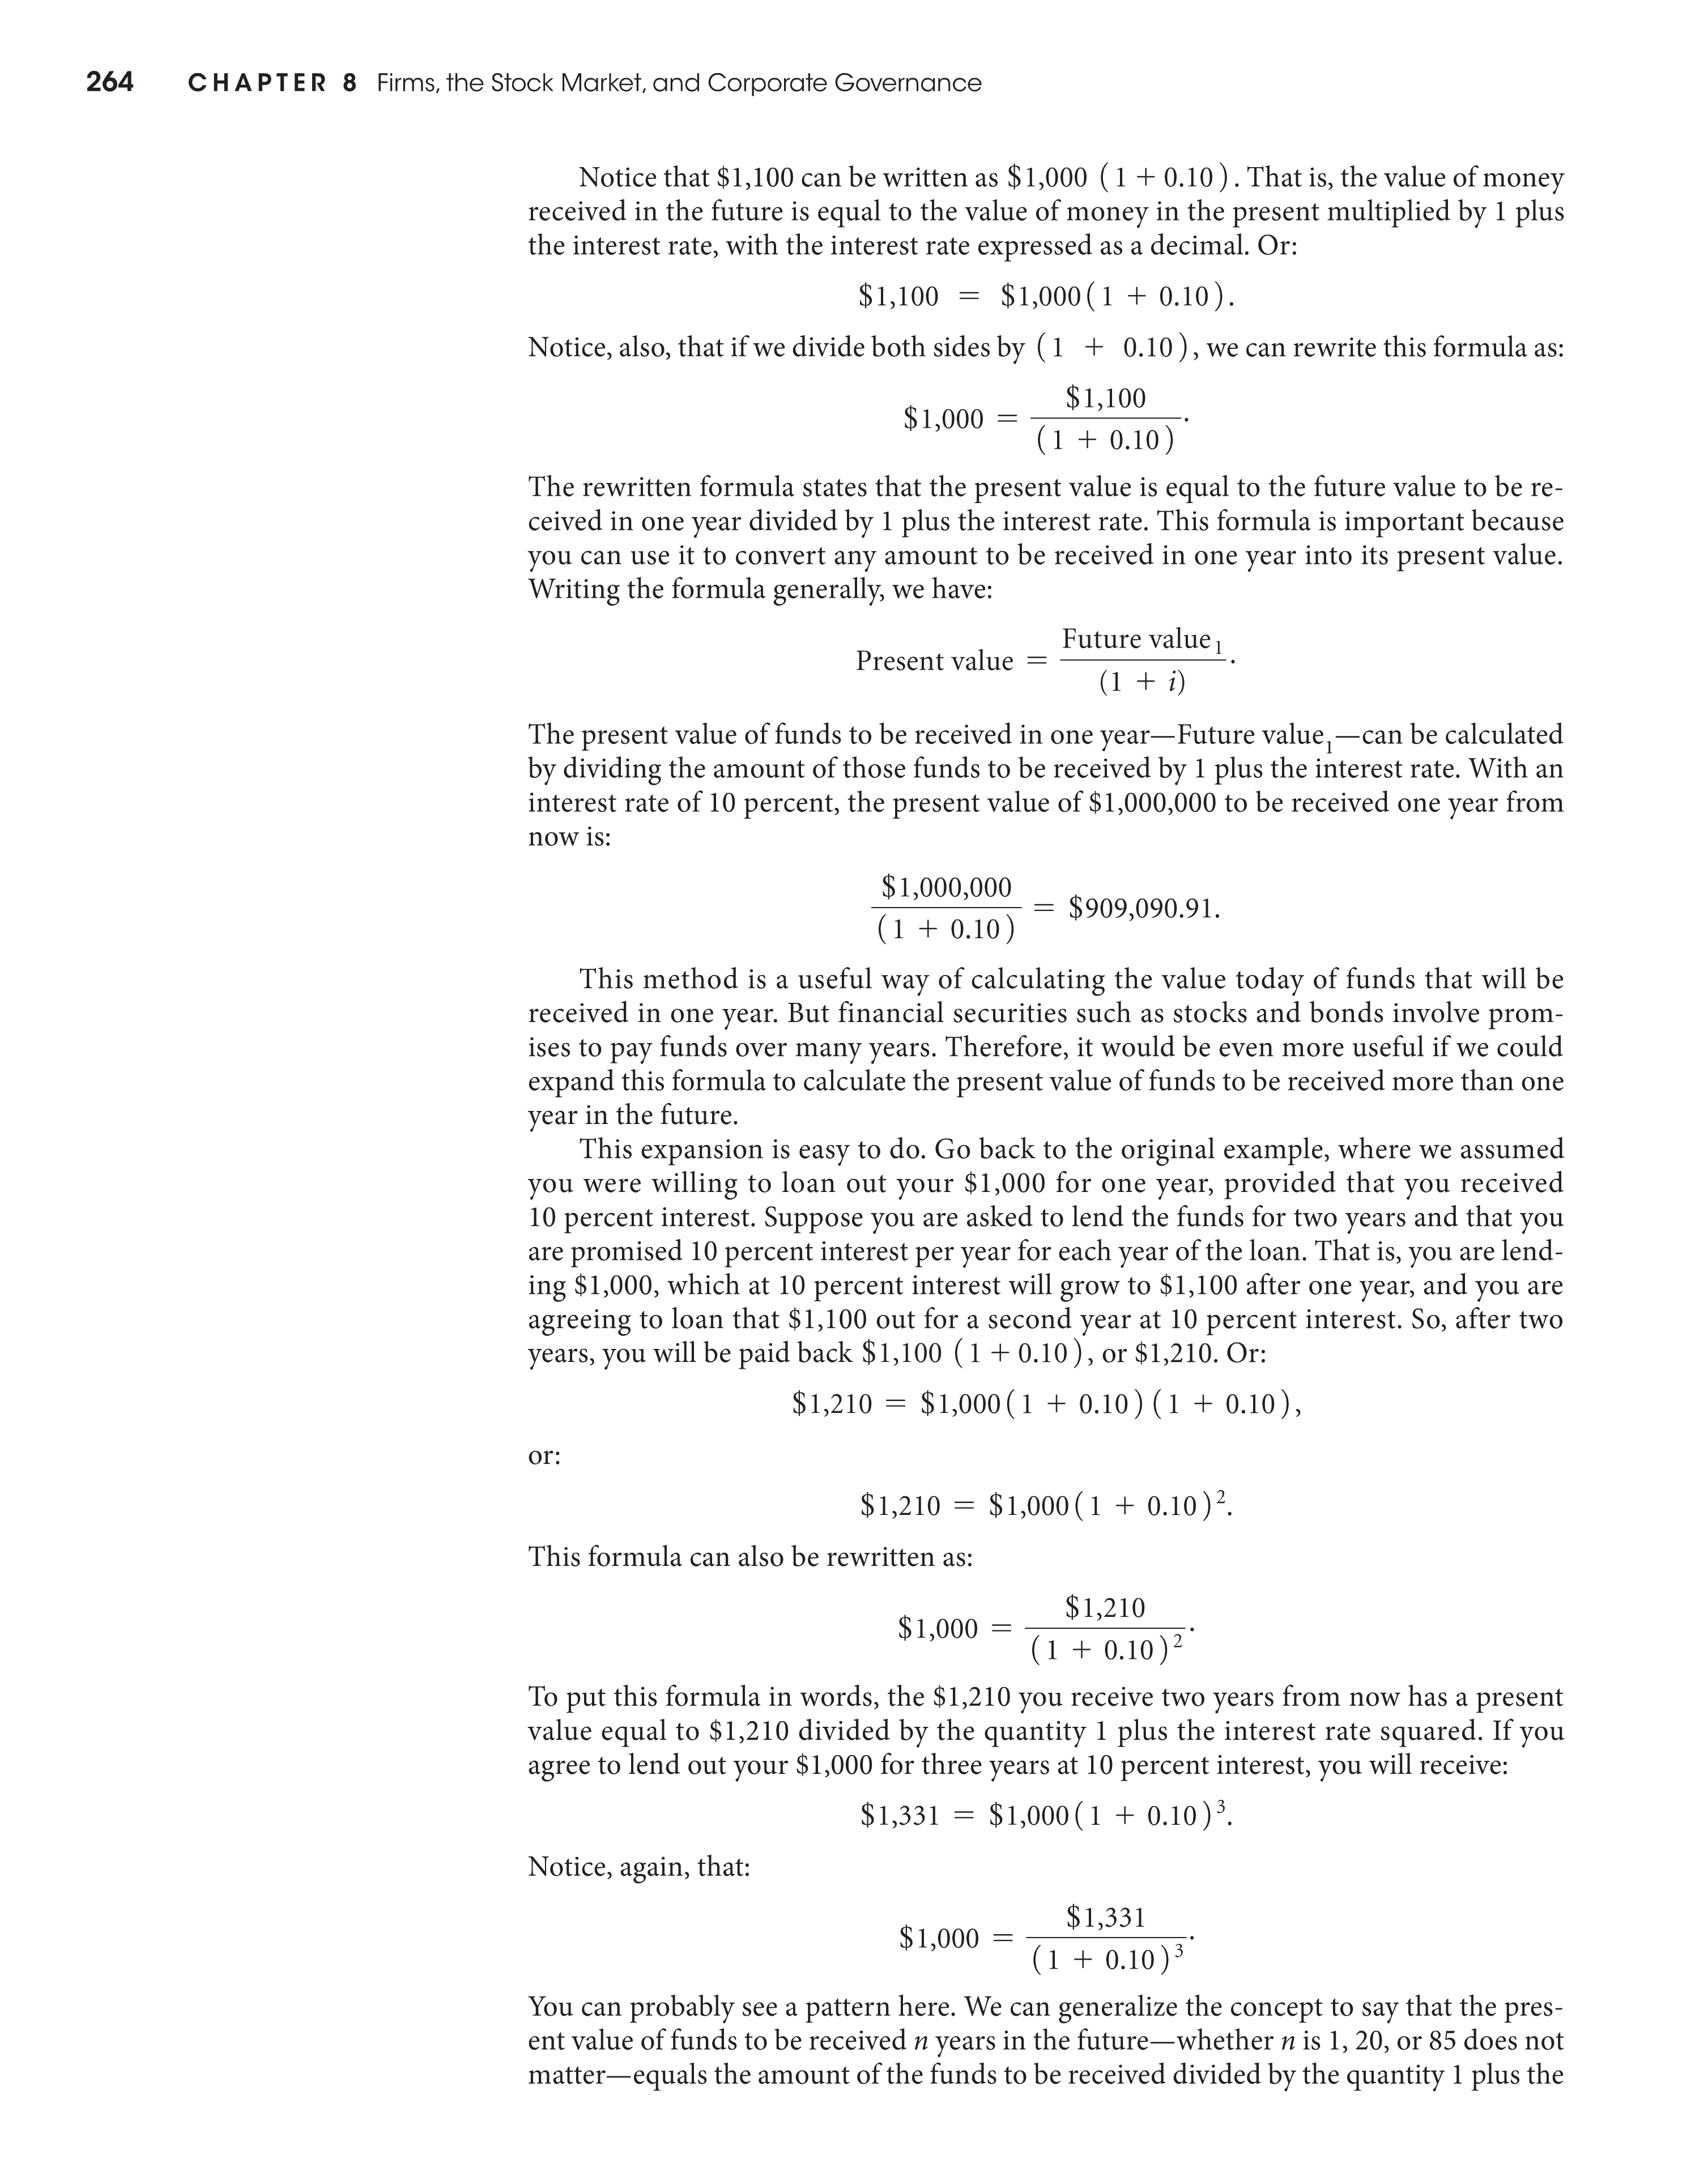 264 CHAPTER 8 Firms, the Stock Market, and Corporate Governance
Notice that $1,100 can be written as $1,000 (1 + 0.10). That is, the value of money
received in the future is equal to the value of money in the present multiplied by 1 plus
the interest rate, with the interest rate expressed as a decimal. Or:
$1,100 = $1,000(1 + 0.10).
Notice, also, that if we divide both sides by (1 + 0.10), we can rewrite this formula as:
$1,000 = $1,100 / (1 + 0.10).
The rewritten formula states that the present value is equal to the future value to be re-
ceived in one year divided by 1 plus the interest rate. This formula is important because
you can use it to convert any amount to be received in one year into its present value.
Writing the formula generally, we have:
Present value = Future value₁ / (1 + i).
The present value of funds to be received in one year—Future value₁—can be calculated
by dividing the amount of those funds to be received by 1 plus the interest rate. With an
interest rate of 10 percent, the present value of $1,000,000 to be received one year from
now is:
$1,000,000 / (1 + 0.10) = $909,090.91.
This method is a useful way of calculating the value today of funds that will be
received in one year. But financial securities such as stocks and bonds involve prom-
ises to pay funds over many years. Therefore, it would be even more useful if we could
expand this formula to calculate the present value of funds to be received more than one
year in the future.
This expansion is easy to do. Go back to the original example, where we assumed
you were willing to loan out your $1,000 for one year, provided that you received
10 percent interest. Suppose you are asked to lend the funds for two years and that you
are promised 10 percent interest per year for each year of the loan. That is, you are lend-
ing $1,000, which at 10 percent interest will grow to $1,100 after one year, and you are
agreeing to loan that $1,100 out for a second year at 10 percent interest. So, after two
years, you will be paid back $1,100 (1 + 0.10), or $1,210. Or:
$1,210 = $1,000(1 + 0.10)(1 + 0.10),
or:
$1,210 = $1,000(1 + 0.10)².
This formula can also be rewritten as:
$1,000 = $1,210 / (1 + 0.10)².
To put this formula in words, the $1,210 you receive two years from now has a present
value equal to $1,210 divided by the quantity 1 plus the interest rate squared. If you
agree to lend out your $1,000 for three years at 10 percent interest, you will receive:
$1,331 = $1,000(1 + 0.10)³.
Notice, again, that:
$1,000 = $1,331 / (1 + 0.10)³.
You can probably see a pattern here. We can generalize the concept to say that the pres-
ent value of funds to be received n years in the future—whether n is 1, 20, or 85 does not
matter—equals the amount of the funds to be received divided by the quantity 1 plus the